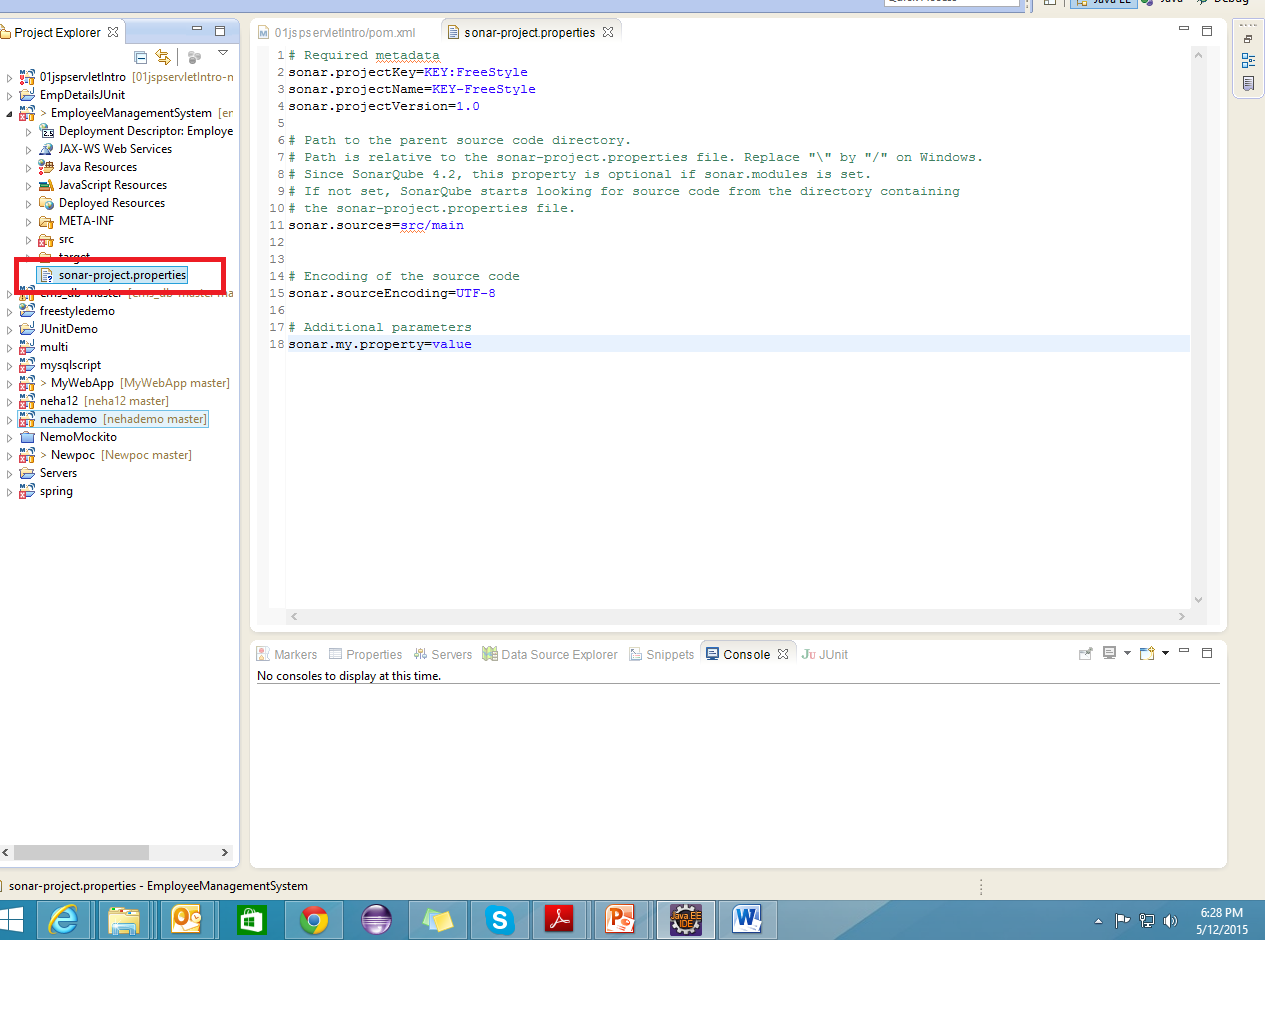 Java EE
Java
Debug
Project Explorer
01jspservletIntro [01jspservletIntro-n
EmpDetailsJUnit
> EmployeeManagementSystem [er
Deployment Descriptor: Employe
JAX-WS Web Services
Java Resources
JavaScript Resources
Deployed Resources
META-INF
src
target
sonar-project.properties
freestyledemo
JUnitDemo
multi
mysqlscript
> MyWebApp [MyWebApp master]
neha12 [neha12 master]
nehademo [nehademo master]
NemoMockito
> Newpoc [Newpoc master]
Servers
spring
01jspservletIntro/pom.xml
sonar-project.properties
1 # Required metadata
2 sonar.projectKey=KEY:FreeStyle
3 sonar.projectName=KEY-FreeStyle
4 sonar.projectVersion=1.0
5
6 # Path to the parent source code directory.
7 # Path is relative to the sonar-project.properties file. Replace "\" by "/" on Windows.
8 # Since SonarQube 4.2, this property is optional if sonar.modules is set.
9 # If not set, SonarQube starts looking for source code from the directory containing
10 # the sonar-project.properties file.
11 sonar.sources=src/main
12
13
14 # Encoding of the source code
15 sonar.sourceEncoding=UTF-8
16
17 # Additional parameters
18 sonar.my.property=value
Markers
Properties
Servers
Data Source Explorer
Snippets
Console
Ju JUnit
No consoles to display at this time.
sonar-project.properties - EmployeeManagementSystem
Java EE
IDE
6:28 PM
5/12/2015